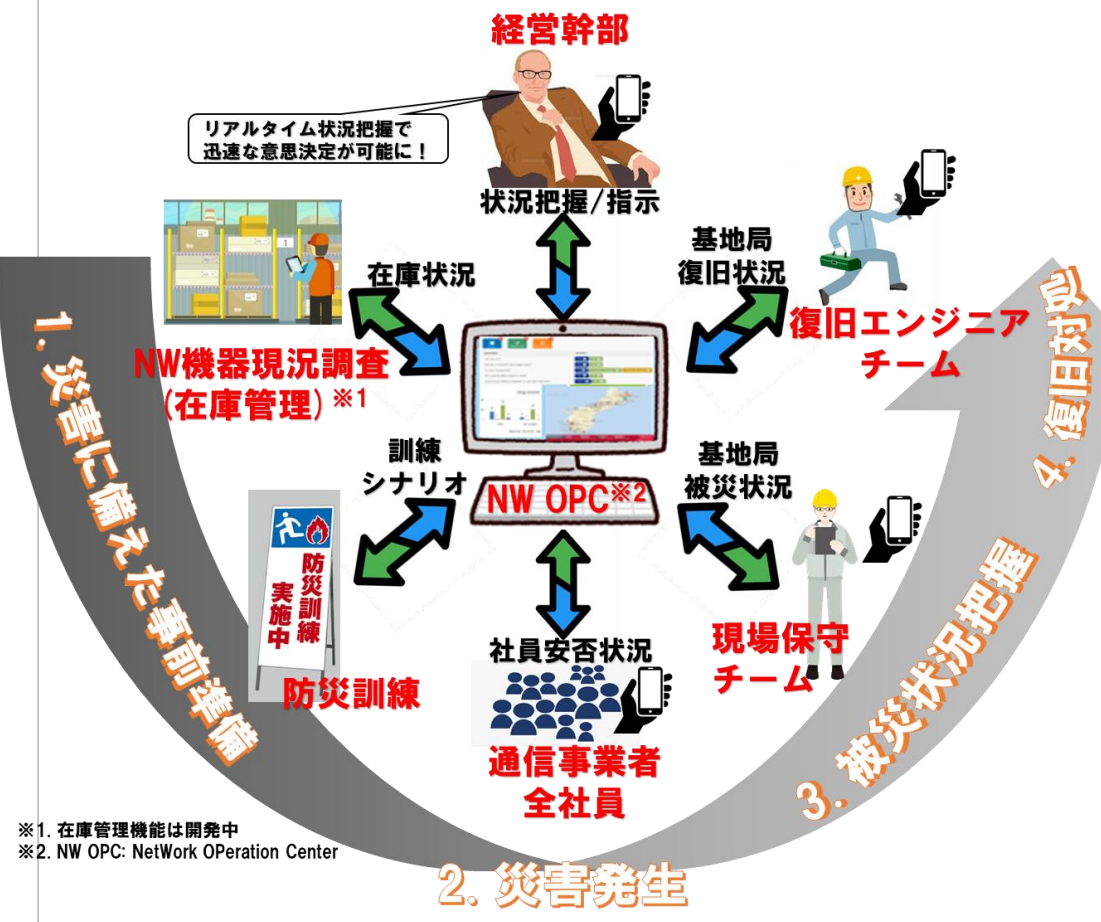 経営幹部
リアルタイム状況把握で
迅速な意思決定が可能に！
状況把握/指示
在庫状況
基地局
復旧状況
NW機器現況調査
(在庫管理)※1
復旧エンジニア
チーム
1. 災害に備えた事前準備
4. 復旧対処
訓練
シナリオ
NW OPC※2
基地局
被災状況
防災訓練
実施中
防災訓練
社員安否状況
現場保守
チーム
通信事業者
全社員
3. 被災状況把握
※1. 在庫管理機能は開発中
※2. NW OPC: NetWork OPeration Center
2. 災害発生